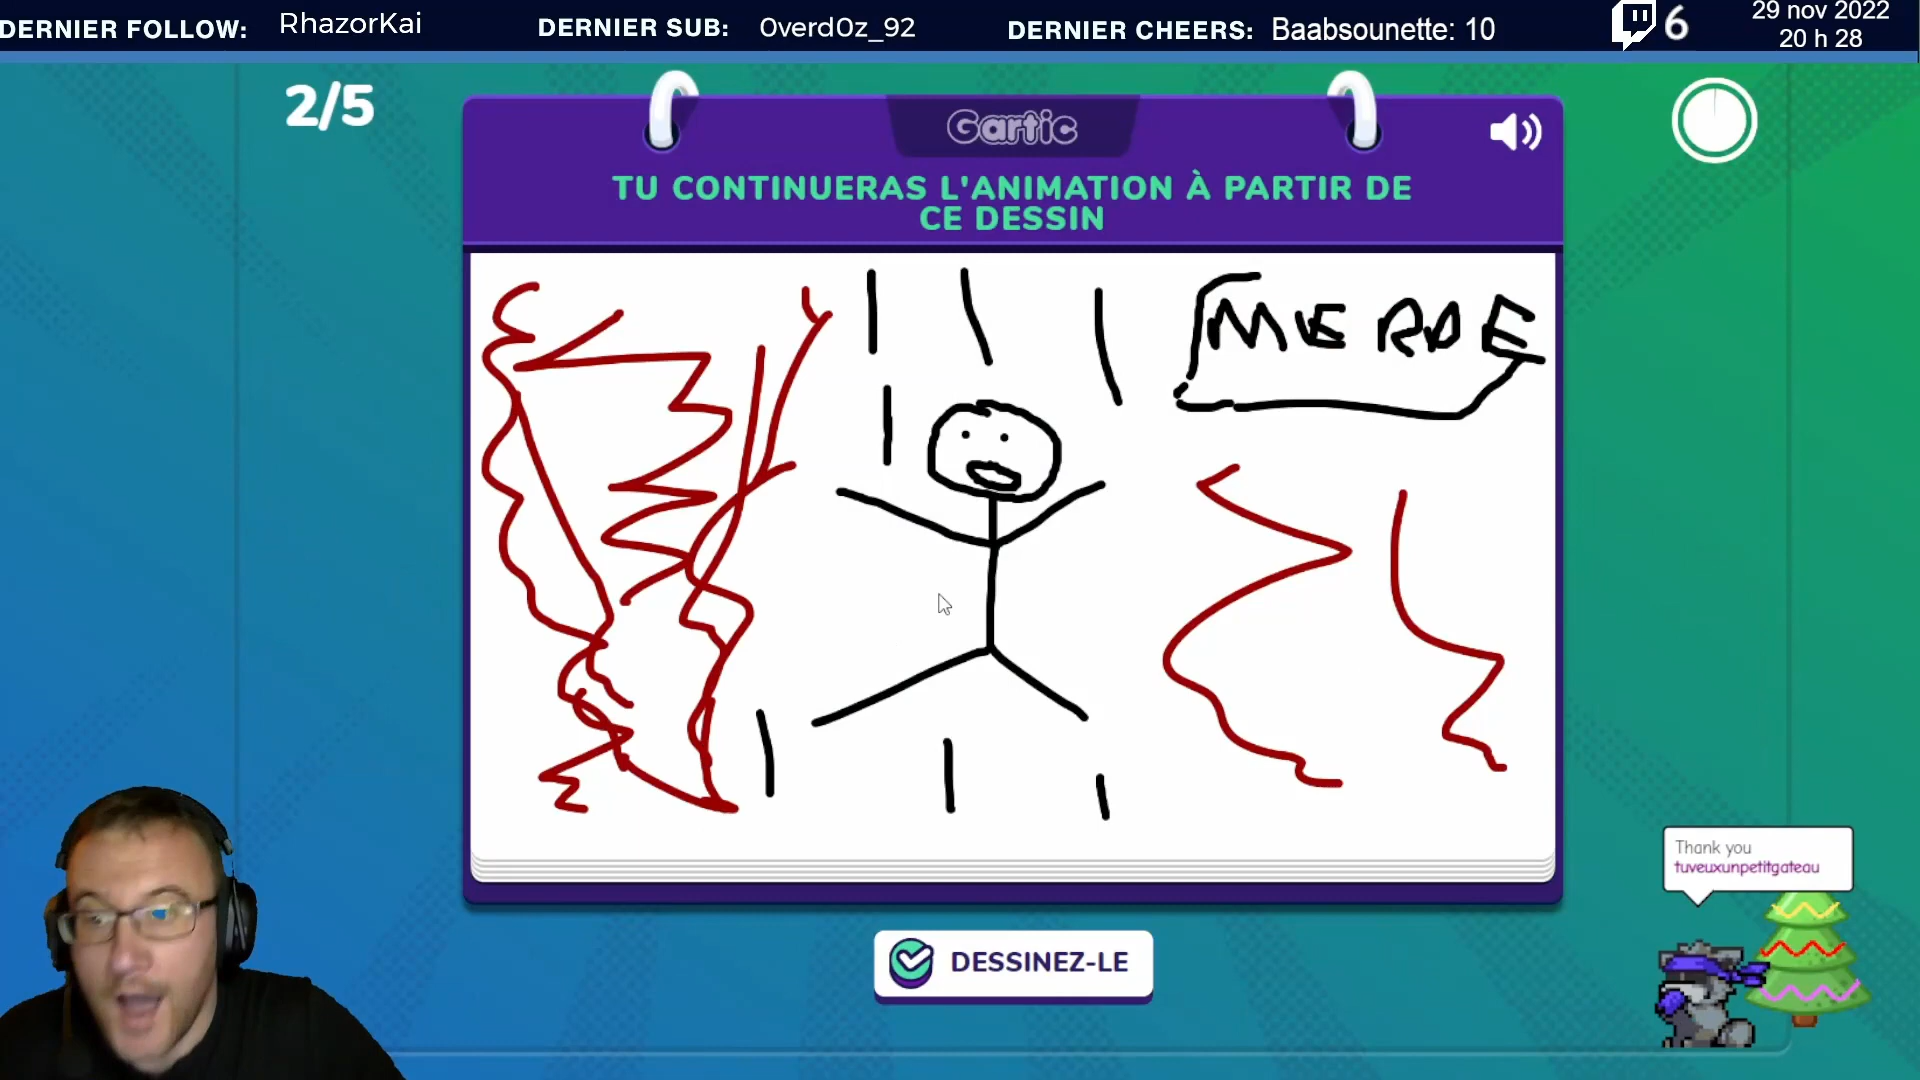 DERNIER FOLLOW: RhazorKai DERNIER SUB: 0verd0z_92 DERNIER CHEERS: Baabsounette: 10 6 29 nov 2022
20 h 28
2/5
Gartic
TU CONTINUERAS L'ANIMATION À PARTIR DE
CE DESSIN
MERDE
Thank you
tuveuxunpetitgateau
DESSINEZ-LE